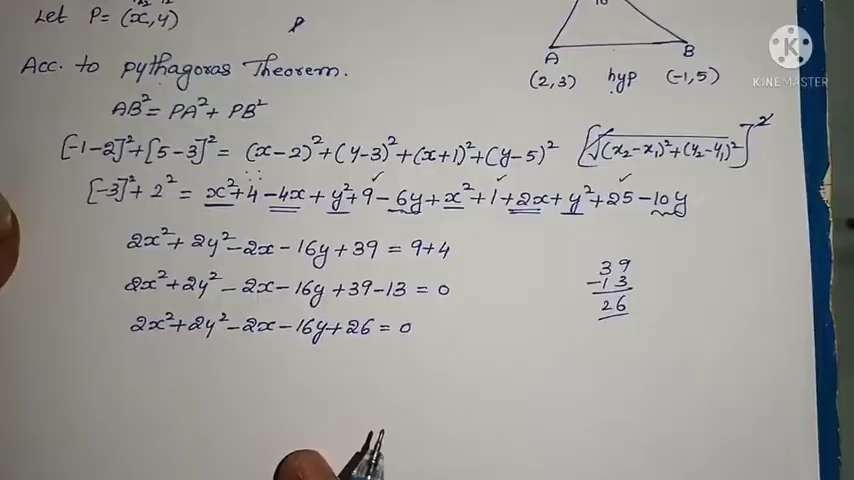 Let P = (x, y)
P
10
A
B
(2,3) hyp (-1,5)
K
KINEMASTER
Acc. to pythagoras Theorem.
AB² = PA² + PB²
[-1-2]² + [5-3]² = (x-2)² + (y-3)² + (x+1)² + (y-5)² [√(x₂-x₁)² + (y₂-y₁)²]²
[-3]² + 2² = x² + 4 - 4x + y² + 9 - 6y + x² + 1 + 2x + y² + 25 - 10y
2x² + 2y² - 2x - 16y + 39 = 9+4
2x² + 2y² - 2x - 16y + 39 - 13 = 0
2x² + 2y² - 2x - 16y + 26 = 0
39
-13
26